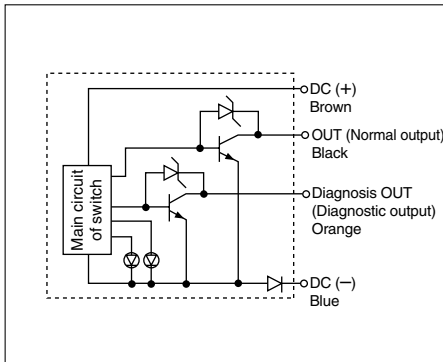 DC (+)
Brown
OUT (Normal output)
Black
Main circuit
of switch
Diagnosis OUT
(Diagnostic output)
Orange
DC (—)
Blue